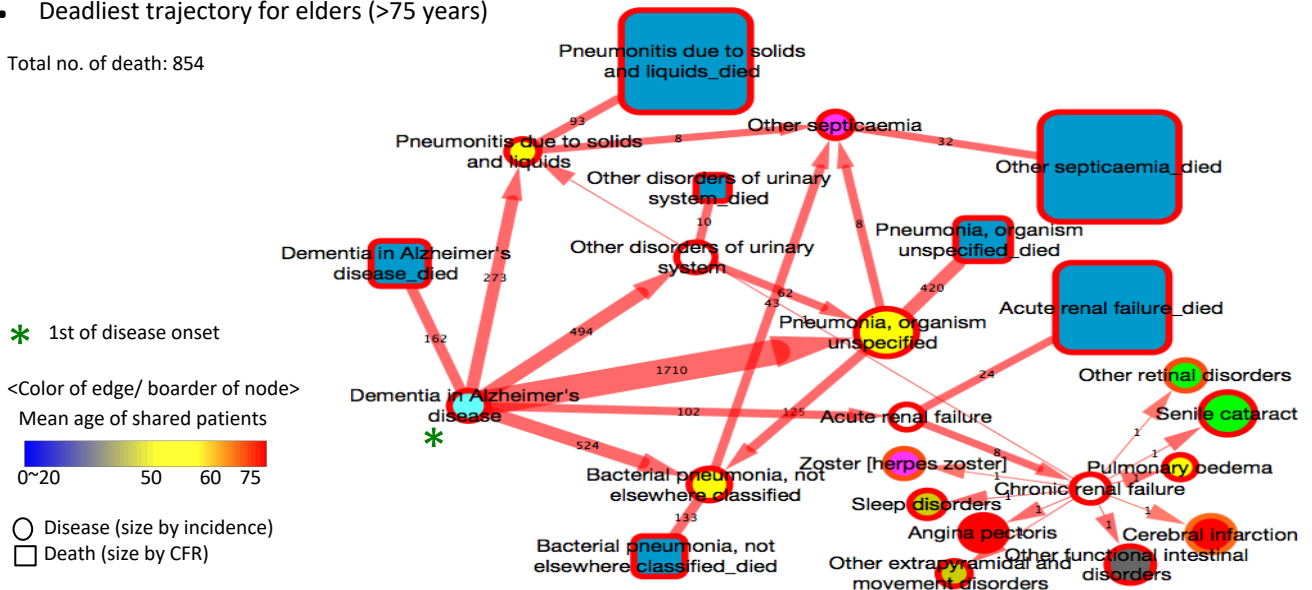 • Deadliest trajectory for elders (>75 years)
Total no. of death: 854
Pneumonitis due to solids
and liquids_died
93
Pneumonitis due to solids
and liquids
8
Other septicaemia
32
Other septicaemia_died
Other disorders of urinary
system_died
10
Other disorders of urinary
system
Pneumonia, organism
unspecified_died
8
420
Dementia in Alzheimer's
disease_died
273
162
494
62
43
1
Pneumonia, organism
unspecified
Acute renal failure_died
24
* 1st of disease onset
<Color of edge/ boarder of node>
Mean age of shared patients
0~20 50 60 75
Disease (size by incidence)
Death (size by CFR)
1710
Dementia in Alzheimer's
disease
*
102
125
Acute renal failure
524
8
Bacterial pneumonia, not
elsewhere classified
133
Bacterial pneumonia, not
elsewhere classified_died
Other retinal disorders
1
Senile cataract
1
Zoster [herpes zoster]
1
Pulmonary oedema
1
Chronic renal failure
Sleep disorders
1
Angina pectoris
1
Cerebral infarction
1
Other functional intestinal
disorders
1
Other extrapyramidal and
movement disorders